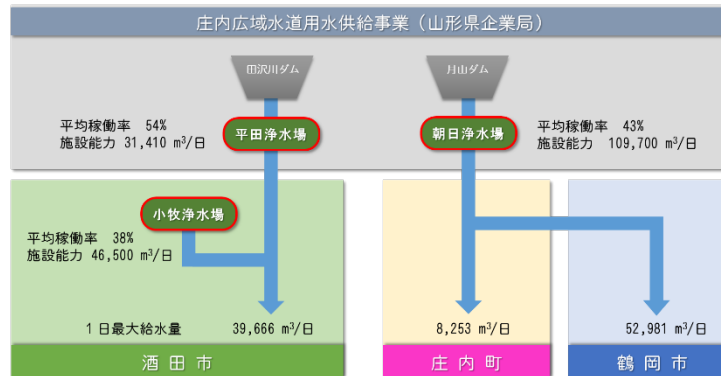 庄内広域水道用水供給事業（山形県企業局）
田沢川ダム
月山ダム
平均稼働率 54%
施設能力 31,410 m³/日
平田浄水場
朝日浄水場
平均稼働率 43%
施設能力 109,700 m³/日
小牧浄水場
平均稼働率 38%
施設能力 46,500 m³/日
１日最大給水量 39,666 m³/日
8,253 m³/日
52,981 m³/日
酒田市
庄内町
鶴岡市